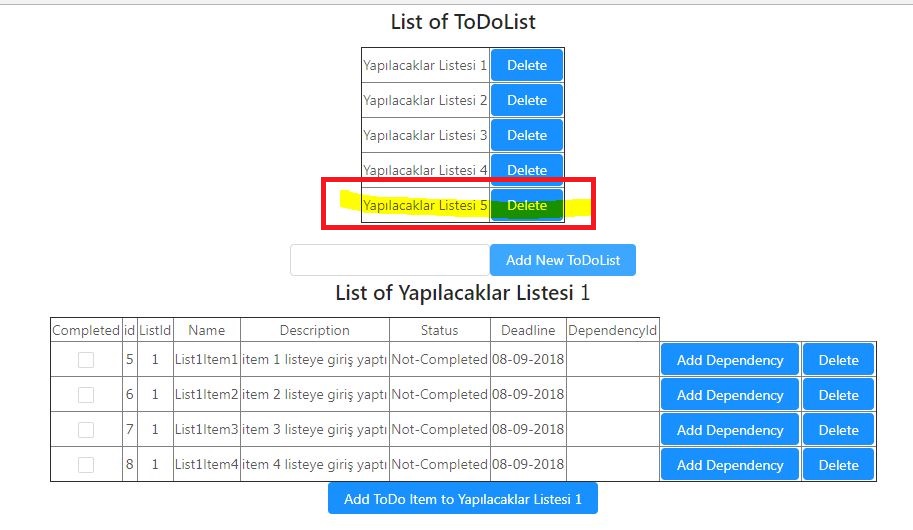 List of ToDoList
Yapılacaklar Listesi 1 Delete
Yapılacaklar Listesi 2 Delete
Yapılacaklar Listesi 3 Delete
Yapılacaklar Listesi 4 Delete
Yapılacaklar Listesi 5 Delete
Add New ToDoList
List of Yapılacaklar Listesi 1
Completed id ListId Name Description Status Deadline DependencyId
5 1 List1Item1 item 1 listeye giriş yaptı Not-Completed 08-09-2018 Add Dependency Delete
6 1 List1Item2 item 2 listeye giriş yaptı Not-Completed 08-09-2018 Add Dependency Delete
7 1 List1Item3 item 3 listeye giriş yaptı Not-Completed 08-09-2018 Add Dependency Delete
8 1 List1Item4 item 4 listeye giriş yaptı Not-Completed 08-09-2018 Add Dependency Delete
Add ToDo Item to Yapılacaklar Listesi 1